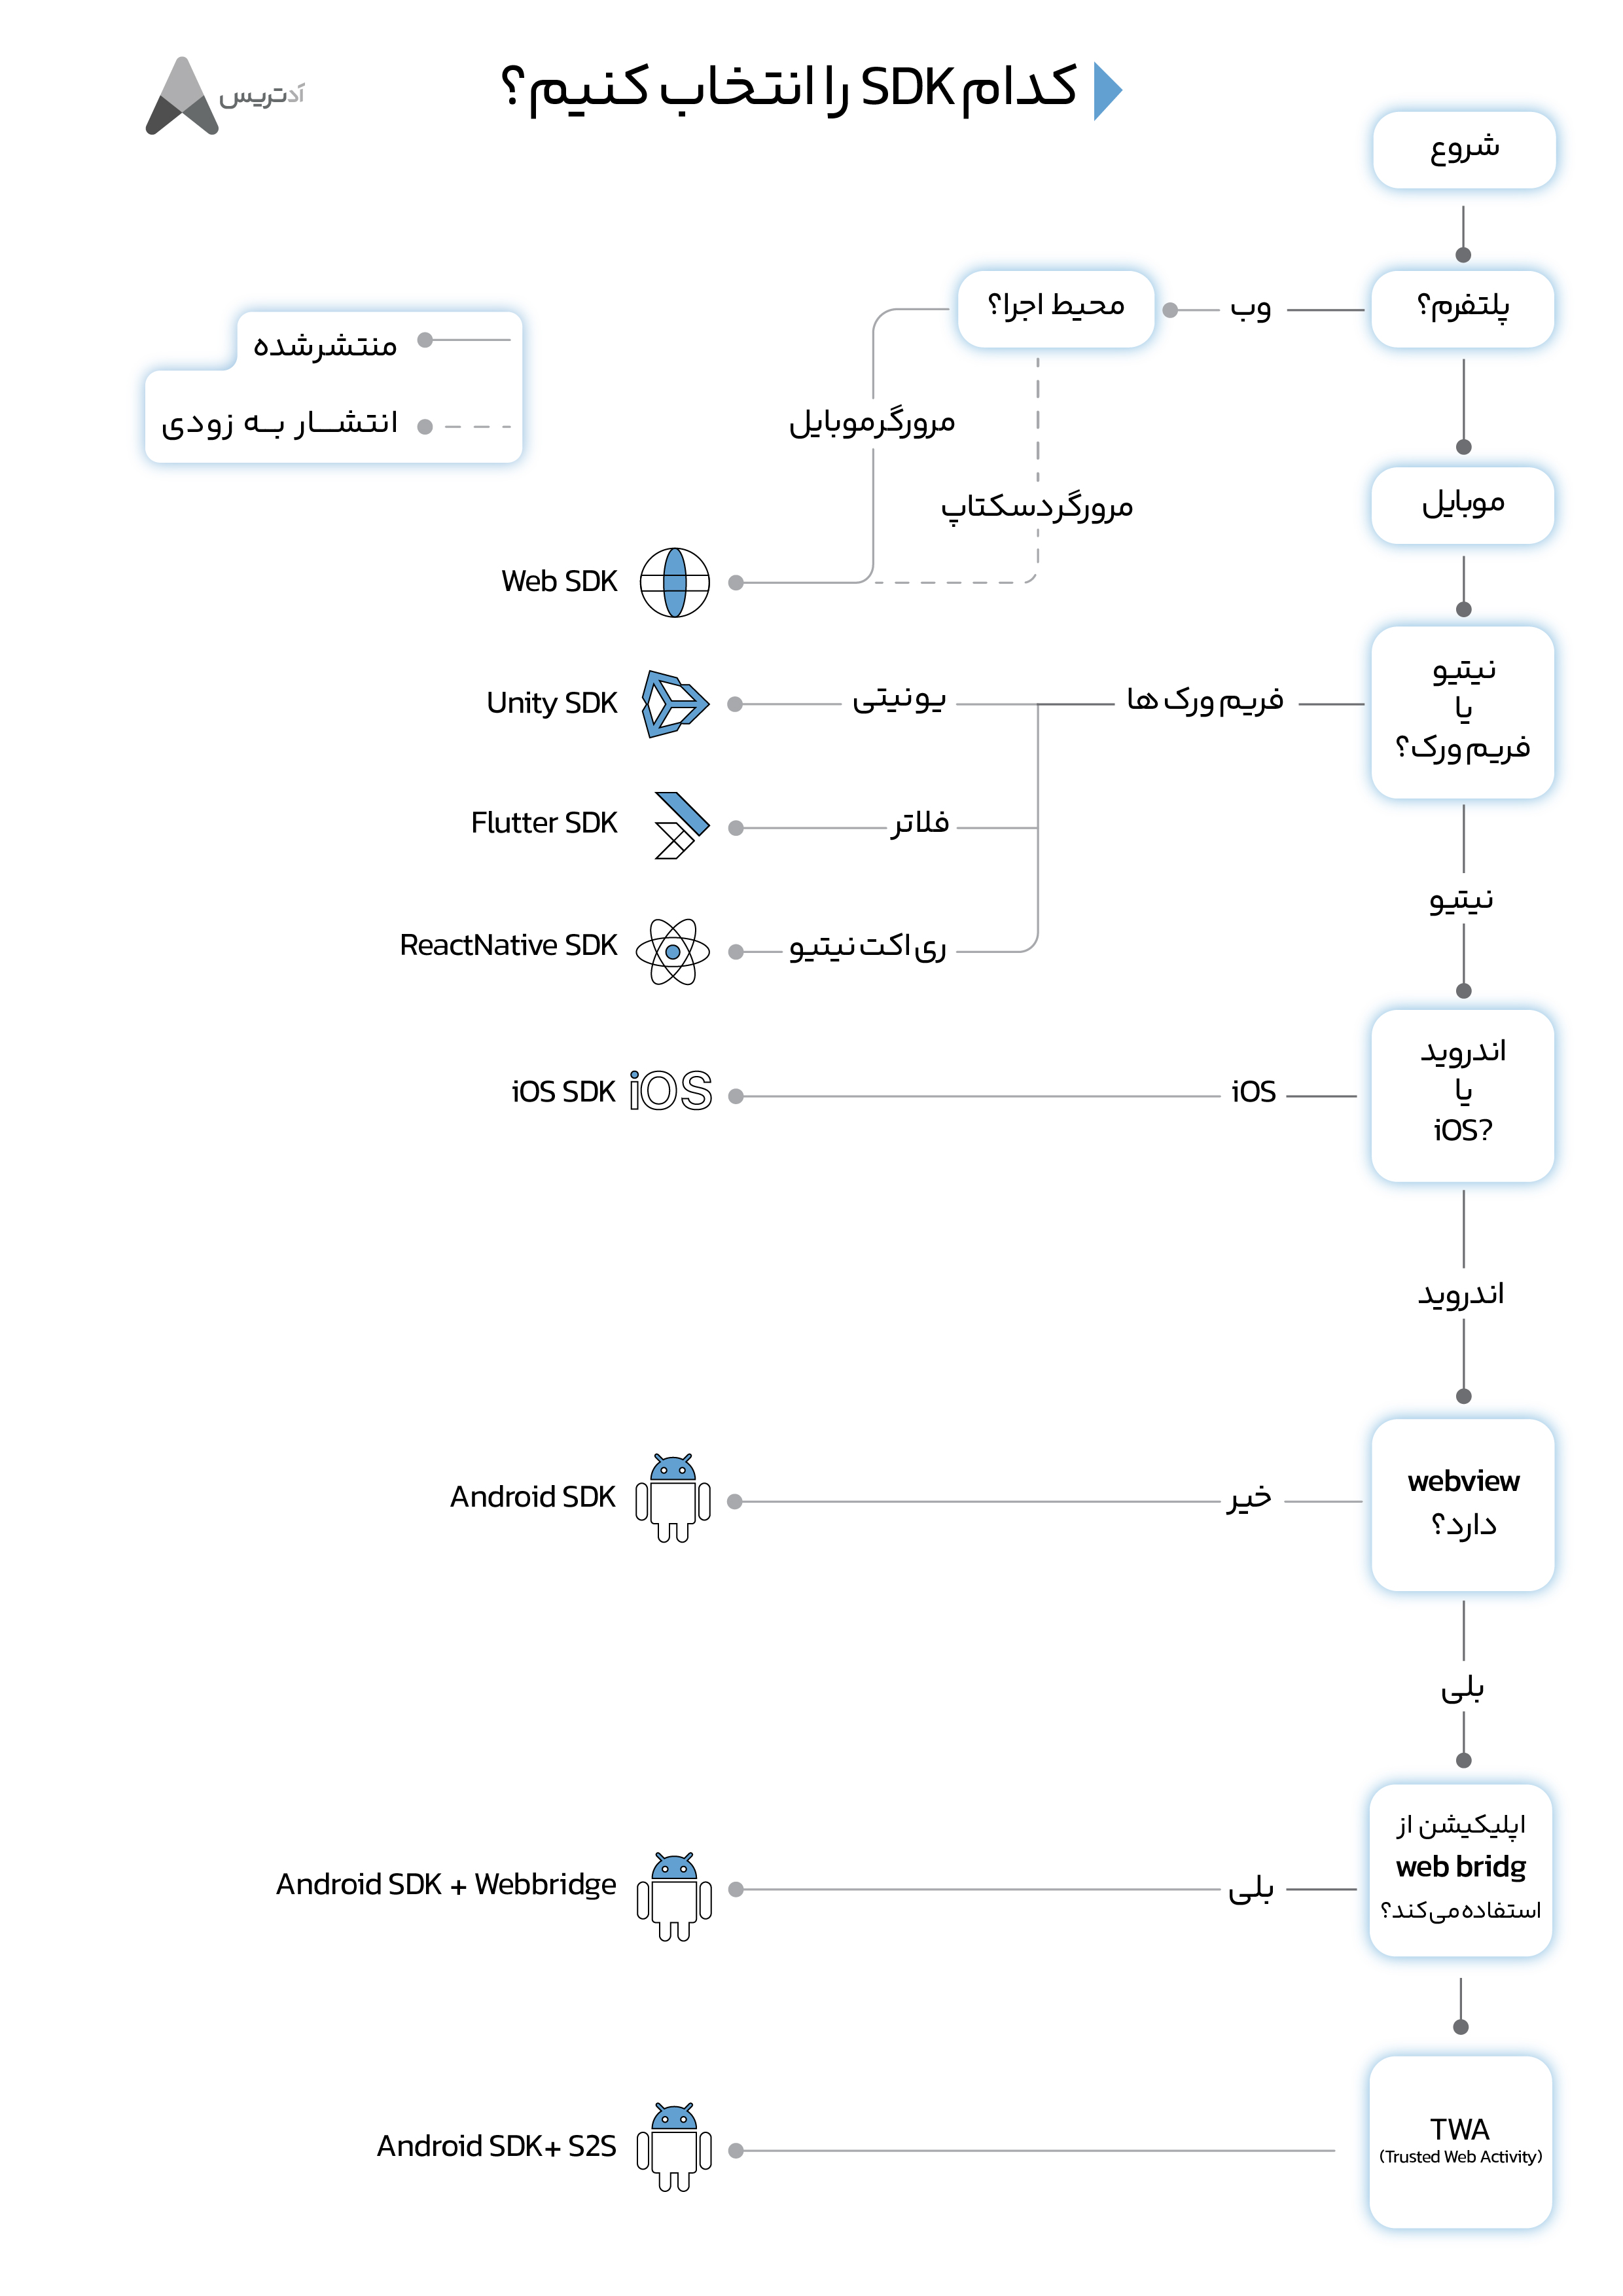 کدام SDK را انتخاب کنیم؟
آدتریس
شروع
پلتفرم؟
وب
محیط اجرا؟
منتشرشده
انتشار به زودی
مرورگرموبایل
مرورگردسکتاپ
موبایل
Web SDK
نیتیو
یا
فریم ورک؟
فریم ورک ها
یونیتی
Unity SDK
فلاتر
Flutter SDK
ری اکت نیتیو
ReactNative SDK
نیتیو
اندروید
یا
iOS?
iOS
iOS
iOS SDK
اندروید
webview
دارد؟
خیر
Android SDK
بلی
اپلیکیشن از
web bridg
استفاده می‌کند؟
بلی
Android SDK + Webbridge
TWA
(Trusted Web Activity)
Android SDK+ S2S